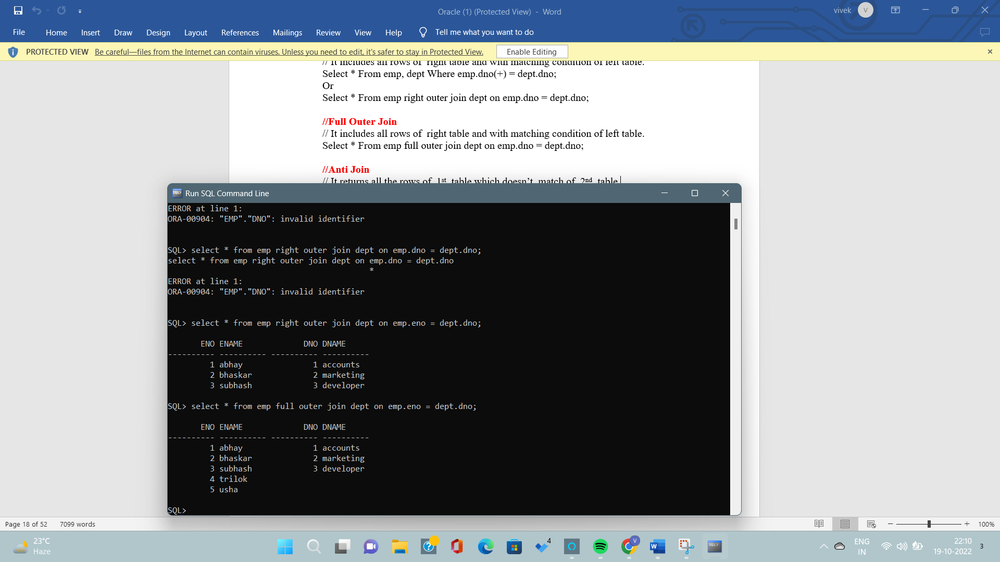 Oracle (1) (Protected View) - Word
vivek
V
File
Home
Insert
Draw
Design
Layout
References
Mailings
Review
View
Help
Tell me what you want to do
PROTECTED VIEW
Be careful—files from the Internet can contain viruses. Unless you need to edit, it's safer to stay in Protected View.
Enable Editing
// It includes all rows of right table and with matching condition of left table.
Select * From emp, dept Where emp.dno(+) = dept.dno;
Or
Select * From emp right outer join dept on emp.dno = dept.dno;
//Full Outer Join
// It includes all rows of right table and with matching condition of left table.
Select * From emp full outer join dept on emp.dno = dept.dno;
//Anti Join
// It returns all the rows of 1st table which doesn't match of 2nd table
Run SQL Command Line
ERROR at line 1:
ORA-00904: "EMP"."DNO": invalid identifier
SQL> select * from emp right outer join dept on emp.dno = dept.dno;
select * from emp right outer join dept on emp.dno = dept.dno
*
ERROR at line 1:
ORA-00904: "EMP"."DNO": invalid identifier
SQL> select * from emp right outer join dept on emp.eno = dept.dno;
ENO ENAME DNO DNAME
---------- ---------- ---------- ----------
1 abhay 1 accounts
2 bhaskar 2 marketing
3 subhash 3 developer
SQL> select * from emp full outer join dept on emp.eno = dept.dno;
ENO ENAME DNO DNAME
---------- ---------- ---------- ----------
1 abhay 1 accounts
2 bhaskar 2 marketing
3 subhash 3 developer
4 trilok
5 usha
SQL>
Page 18 of 52
7099 words
100%
23°C
Haze
4
V
ENG
IN
22:10
19-10-2022
3